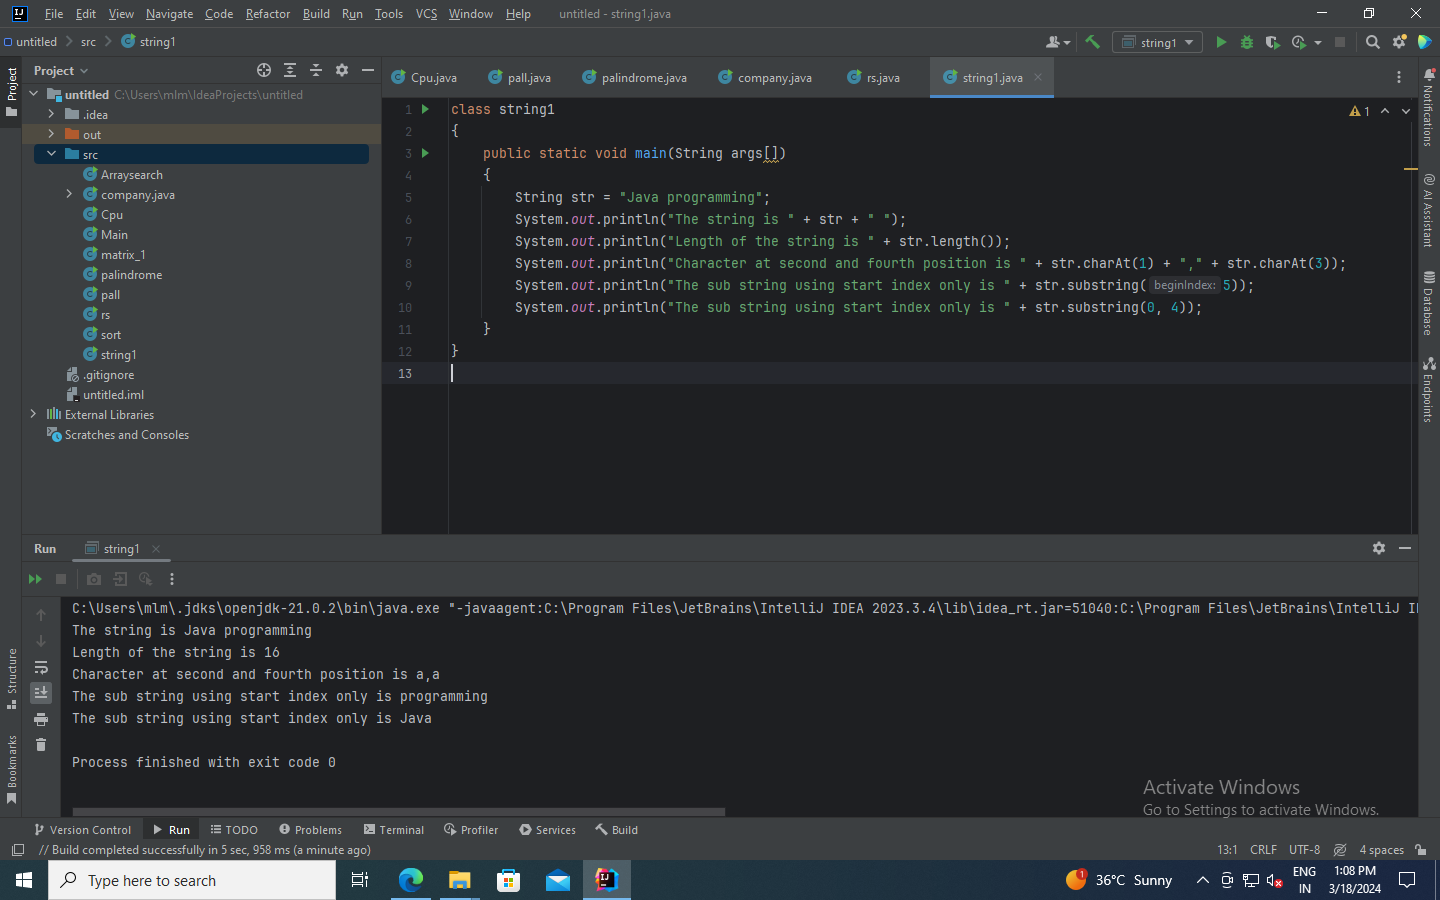 File Edit View Navigate Code Refactor Build Run Tools VCS Window Help untitled - string1.java
untitled src string1
string1
Project
Project
Cpu.java pall.java palindrome.java company.java rs.java string1.java
untitled C:\Users\mlm\IdeaProjects\untitled
.idea
out
src
Arraysearch
company.java
Cpu
Main
matrix_1
palindrome
pall
rs
sort
string1
.gitignore
untitled.iml
External Libraries
Scratches and Consoles
1 class string1
2 {
3 public static void main(String args[])
4 {
5 String str = "Java programming";
6 System.out.println("The string is " + str + " ");
7 System.out.println("Length of the string is " + str.length());
8 System.out.println("Character at second and fourth position is " + str.charAt(1) + "," + str.charAt(3));
9 System.out.println("The sub string using start index only is " + str.substring( beginIndex: 5));
10 System.out.println("The sub string using start index only is " + str.substring(0, 4));
11 }
12 }
13
1
Notifications
AI Assistant
Database
Endpoints
Run string1
C:\Users\mlm\.jdks\openjdk-21.0.2\bin\java.exe "-javaagent:C:\Program Files\JetBrains\IntelliJ IDEA 2023.3.4\lib\idea_rt.jar=51040:C:\Program Files\JetBrains\IntelliJ I
The string is Java programming
Length of the string is 16
Character at second and fourth position is a,a
The sub string using start index only is programming
The sub string using start index only is Java
Process finished with exit code 0
Structure
Bookmarks
Activate Windows
Go to Settings to activate Windows.
Version Control Run TODO Problems Terminal Profiler Services Build
// Build completed successfully in 5 sec, 958 ms (a minute ago) 13:1 CRLF UTF-8 4 spaces
Type here to search
1
36°C Sunny
ENG
IN
1:08 PM
3/18/2024